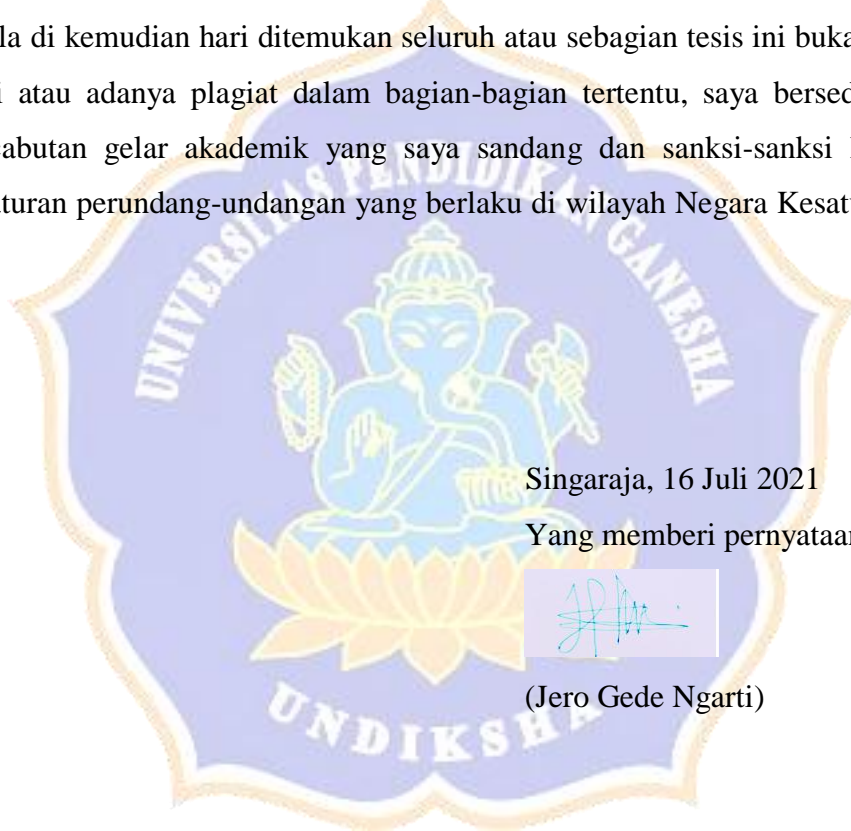 la di kemudian hari ditemukan seluruh atau sebagian tesis ini buka
i atau adanya plagiat dalam bagian-bagian tertentu, saya bersed
abutan gelar akademik yang saya sandang dan sanksi-sanksi
turan perundang-undangan yang berlaku di wilayah Negara Kesat
UNIVERSITAS PENDIDIKAN GANESHA
Singaraja, 16 Juli 2021
Yang memberi pernyataan
(Jero Gede Ngarti)
UNDIKSHA